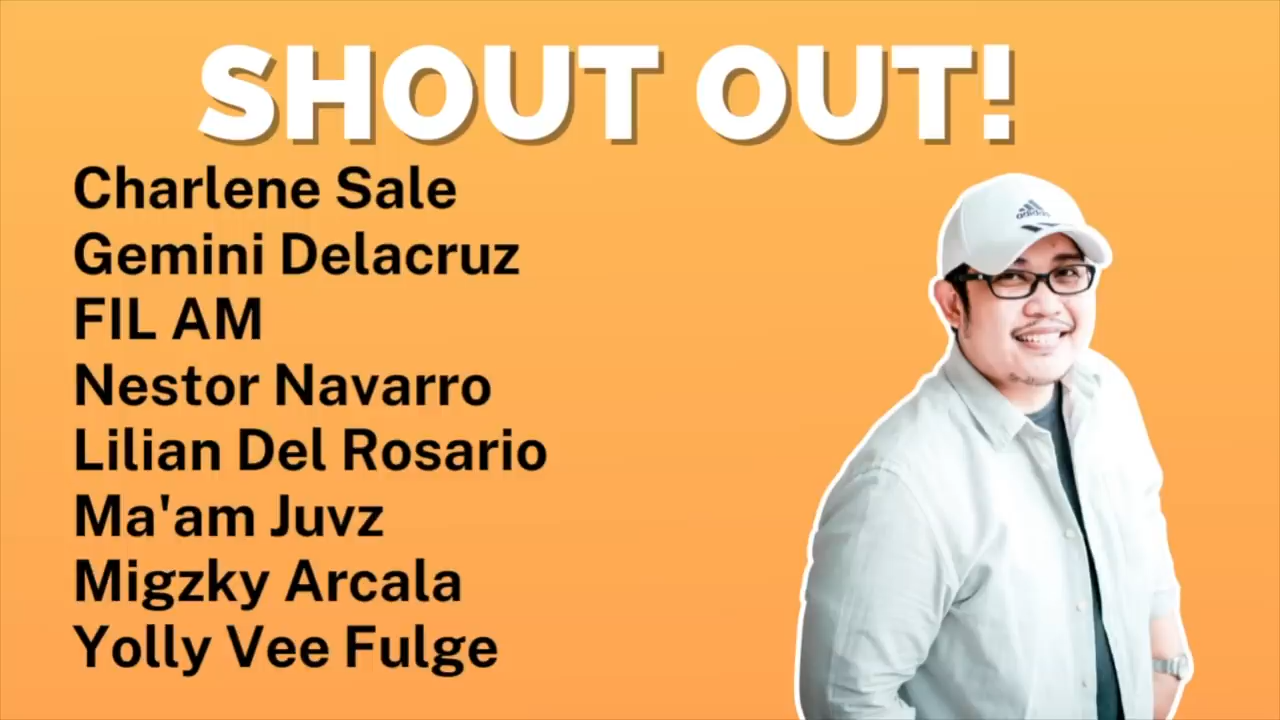 SHOUT OUT!
Charlene Sale
Gemini Delacruz
FIL AM
Nestor Navarro
Lilian Del Rosario
Ma'am Juvz
Migzky Arcala
Yolly Vee Fulge
adidas